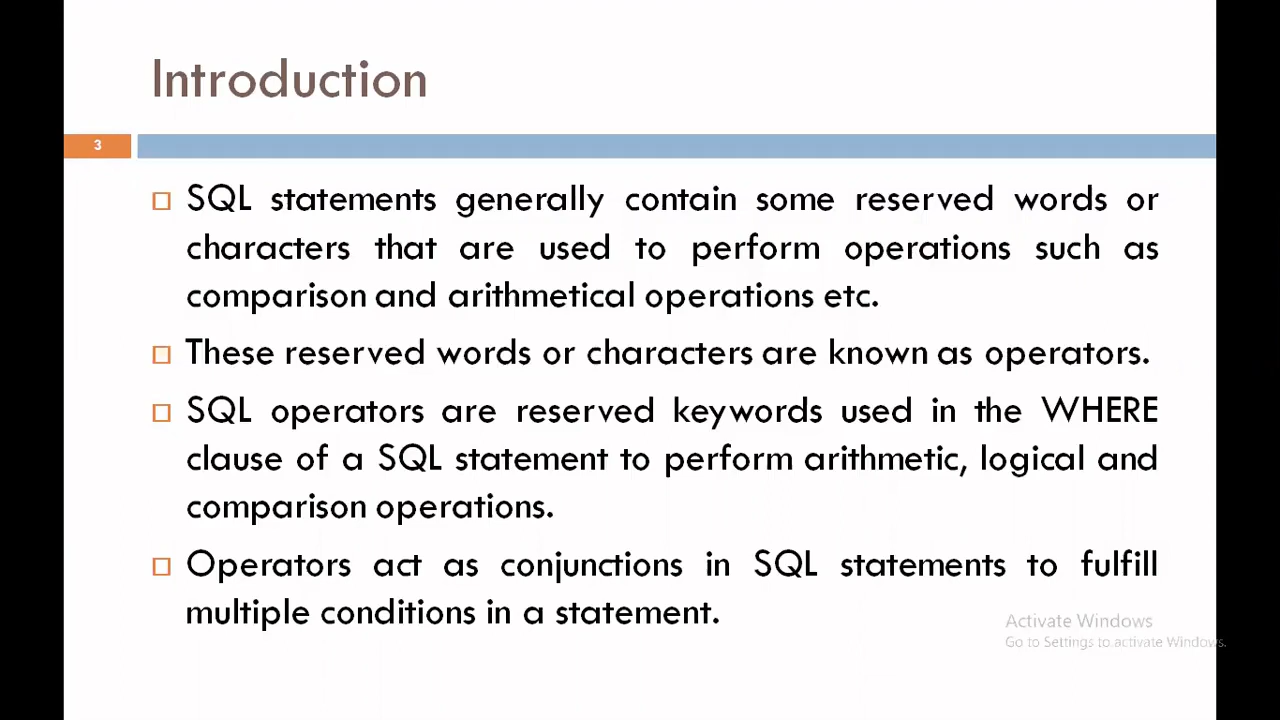 Introduction
3
SQL statements generally contain some reserved words or
characters that are used to perform operations such as
comparison and arithmetical operations etc.
These reserved words or characters are known as operators.
SQL operators are reserved keywords used in the WHERE
clause of a SQL statement to perform arithmetic, logical and
comparison operations.
Operators act as conjunctions in SQL statements to fulfill
multiple conditions in a statement.
Activate Windows
Go to Settings to activate Windows.